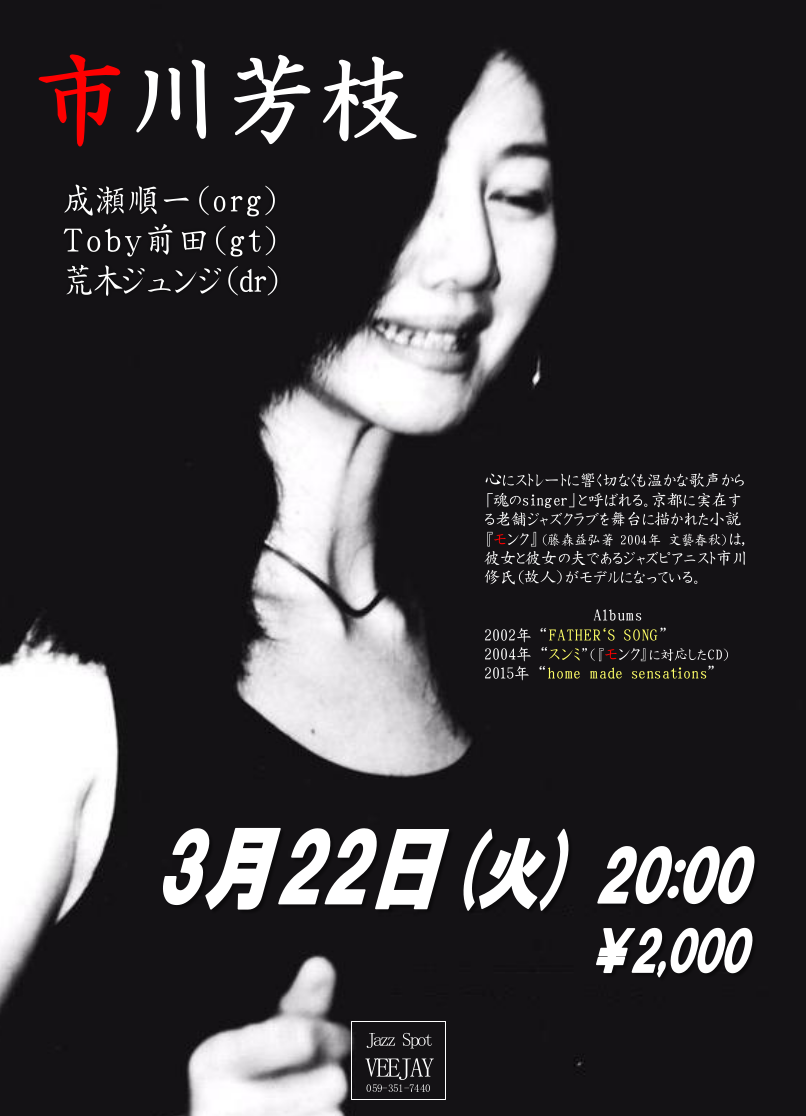 市川芳枝
成瀬順一(org)
Toby前田(gt)
荒木ジュンジ(dr)
心にストレートに響く切なくも温かな歌声から
「魂のsinger」と呼ばれる。京都に実在す
る老舗ジャズクラブを舞台に描かれた小説
『モンク』(藤森益弘著 2004年 文藝春秋)は,
彼女と彼女の夫であるジャズピアニスト市川
修氏(故人)がモデルになっている。
Albums
2002年 “FATHER‘S SONG”
2004年 “スンミ”(『モンク』に対応したCD)
2015年 “home made sensations”
3月22日(火) 20:00
¥2,000
Jazz Spot
VEEJAY
059-351-7440